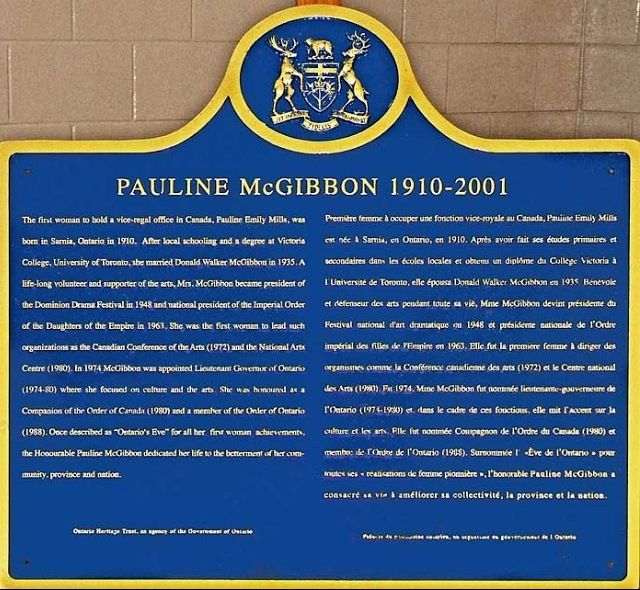 PAULINE McGIBBON 1910-2001
The first woman to hold a vice-regal office in Canada, Pauline Emily Mills, was
born in Sarnia, Ontario in 1910. After local schooling and a degree at Victoria
College, University of Toronto, she married Donald Walker McGibbon in 1935. A
life-long volunteer and supporter of the arts, Mrs. McGibbon became president of
the Dominion Drama Festival in 1948 and national president of the Imperial Order
of the Daughters of the Empire in 1963. She was the first woman to lead such
organizations as the Canadian Conference of the Arts (1972) and the National Arts
Centre (1980). In 1974 McGibbon was appointed Lieutenant Governor of Ontario
(1974-80) where she focused on culture and the arts. She was honoured as a
Companion of the Order of Canada (1980) and a member of the Order of Ontario
(1988). Once described as "Ontario's Eve" for all her first woman achievements,
the Honourable Pauline McGibbon dedicated her life to the betterment of her com-
munity, province and nation.
Ontario Heritage Trust, an agency of the Government of Ontario
Première femme à occuper une fonction vice-royale au Canada, Pauline Emily Mills
est née à Sarnia, en Ontario, en 1910. Après avoir fait ses études primaires et
secondaires dans les écoles locales et obtenu un diplôme du Collège Victoria à
l'Université de Toronto, elle épousa Donald Walker McGibbon en 1935. Bénévole
et défenseur des arts pendant toute sa vie, Mme McGibbon devint présidente du
Festival national d'art dramatique en 1948 et présidente nationale de l'Ordre
impérial des filles de l'Empire en 1963. Elle fut la première femme à diriger des
organismes comme la Conférence canadienne des arts (1972) et le Centre national
des Arts (1980). En 1974, Mme McGibbon fut nommée lieutenante-gouverneure de
l'Ontario (1974-1980) et, dans le cadre de ces fonctions, elle mit l'accent sur la
culture et les arts. Elle fut nommée Compagnon de l'Ordre du Canada (1980) et
membre de l'Ordre de l'Ontario (1988). Surnommée l' «Ève de l'Ontario » pour
toutes ses « réalisations de femme pionnière », l'honorable Pauline McGibbon a
consacré sa vie à améliorer sa collectivité, la province et la nation.
du patrimoine ontarien, un organisme du gouvernement de l'Ontario